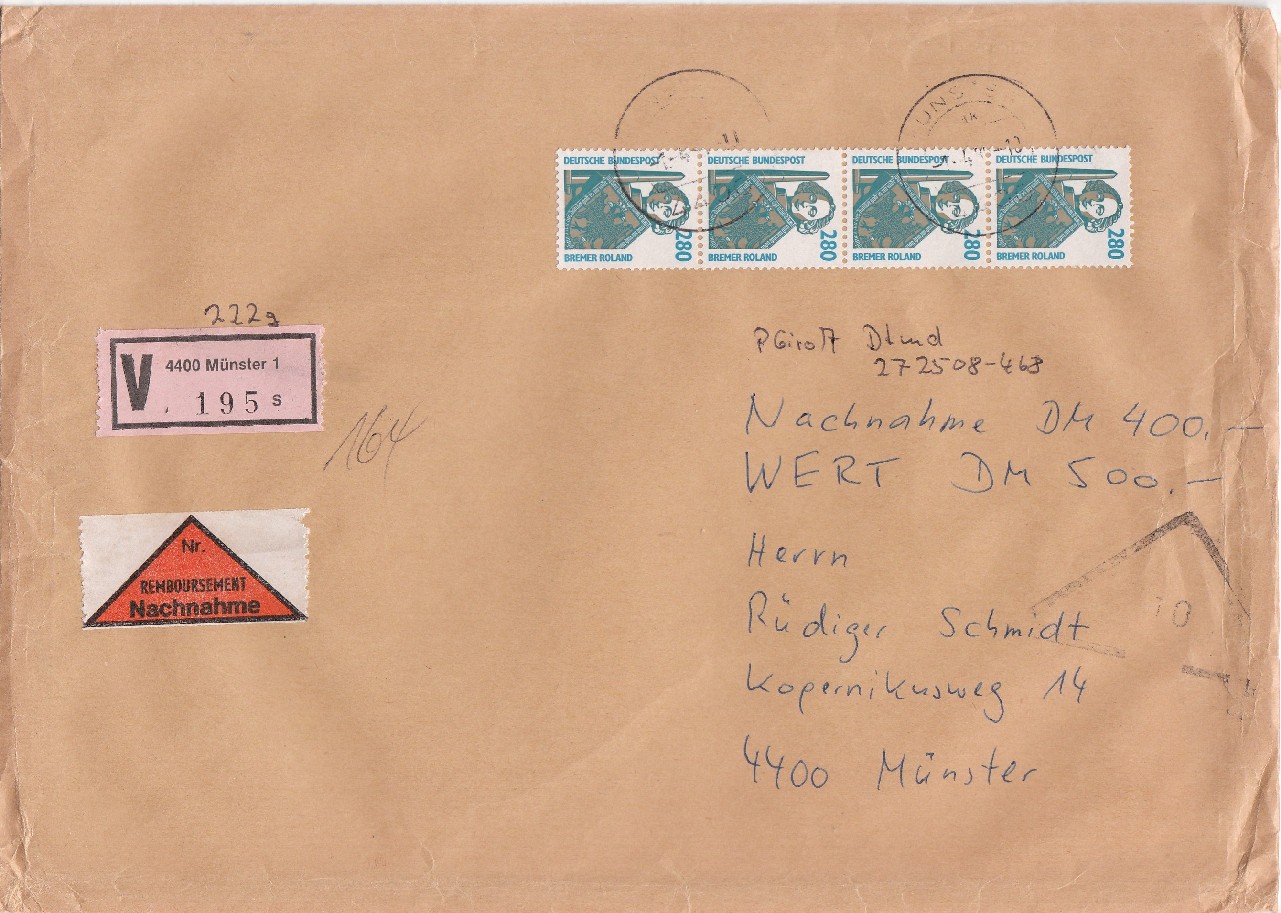 DEUTSCHE BUNDESPOST DEUTSCHE BUNDESPOST DEUTSCHE BUNDESPOST DEUTSCHE BUNDESPOST
280 280 280 280
BREMER ROLAND BREMER ROLAND BREMER ROLAND BREMER ROLAND
222g
V 4400 Münster 1
195 s
164
Nr.
REMBOURSEMENT
Nachnahme
Dtmd
272508-468
Nachnahme DM 400.-
WERT DM 500.-
Herrn
Rüdiger Schmidt
Kopernikusweg 14
4400 Münster